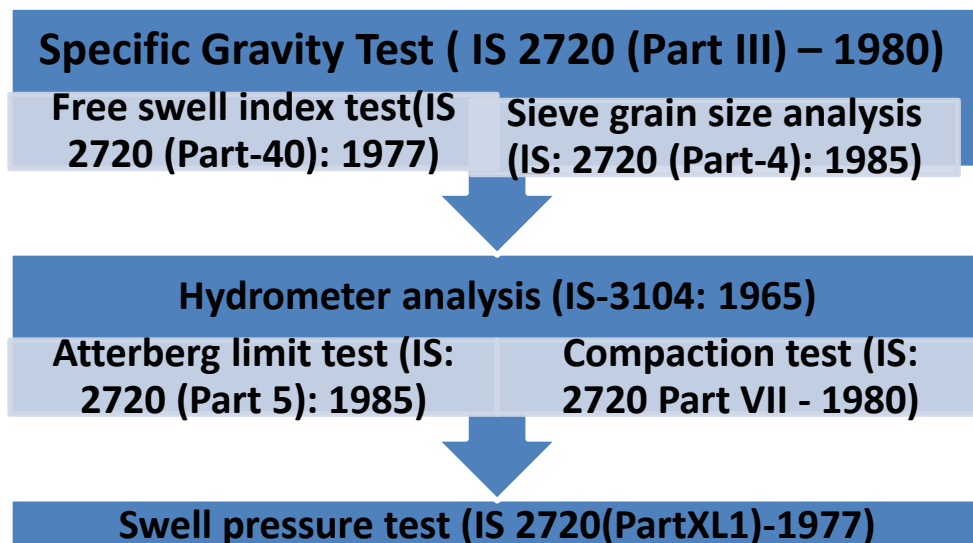 Specific Gravity Test ( IS 2720 (Part III) – 1980)
Free swell index test(IS
2720 (Part-40): 1977)
Sieve grain size analysis
(IS: 2720 (Part-4): 1985)
Hydrometer analysis (IS-3104: 1965)
Atterberg limit test (IS:
2720 (Part 5): 1985)
Compaction test (IS:
2720 Part VII - 1980)
Swell pressure test (IS 2720(PartXL1)-1977)